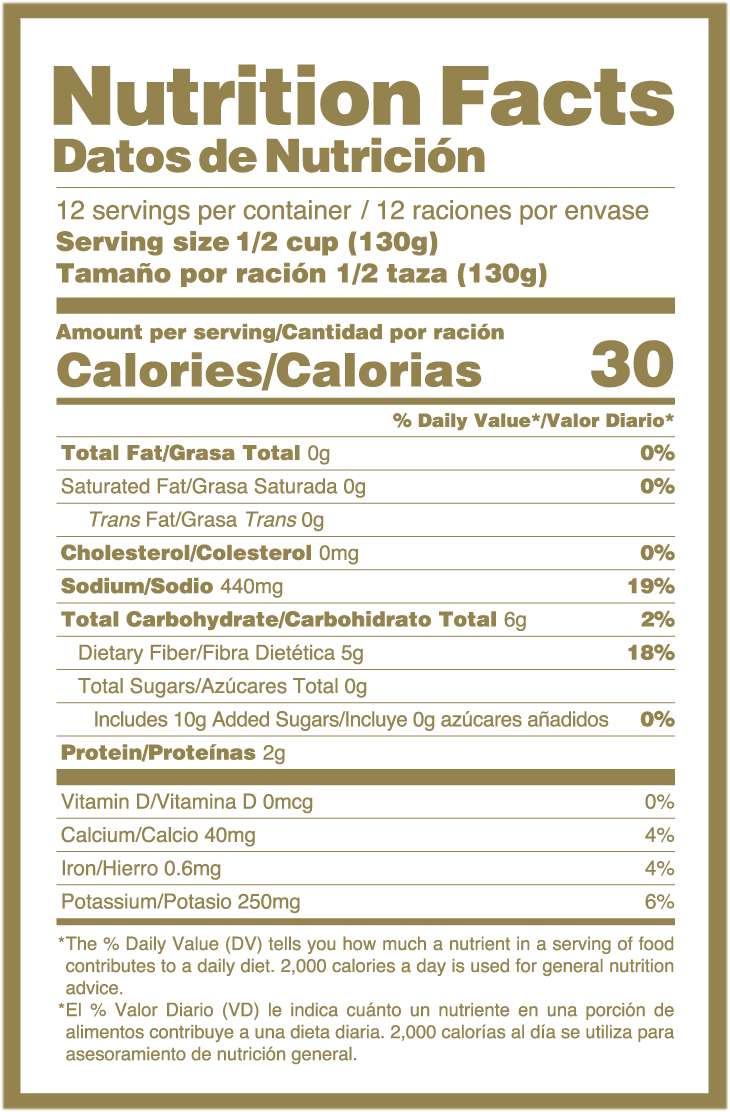 Nutrition Facts
Datos de Nutrición
12 servings per container / 12 raciones por envase
Serving size 1/2 cup (130g)
Tamaño por ración 1/2 taza (130g)
Amount per serving/Cantidad por ración
Calories/Calorias 30
% Daily Value*/Valor Diario*
Total Fat/Grasa Total 0g 0%
Saturated Fat/Grasa Saturada 0g 0%
Trans Fat/Grasa Trans 0g
Cholesterol/Colesterol 0mg 0%
Sodium/Sodio 440mg 19%
Total Carbohydrate/Carbohidrato Total 6g 2%
Dietary Fiber/Fibra Dietética 5g 18%
Total Sugars/Azúcares Total 0g
Includes 10g Added Sugars/Incluye 0g azúcares añadidos 0%
Protein/Proteínas 2g
Vitamin D/Vitamina D 0mcg 0%
Calcium/Calcio 40mg 4%
Iron/Hierro 0.6mg 4%
Potassium/Potasio 250mg 6%
*The % Daily Value (DV) tells you how much a nutrient in a serving of food
contributes to a daily diet. 2,000 calories a day is used for general nutrition
advice.
*El % Valor Diario (VD) le indica cuánto un nutriente en una porción de
alimentos contribuye a una dieta diaria. 2,000 calorías al día se utiliza para
asesoramiento de nutrición general.